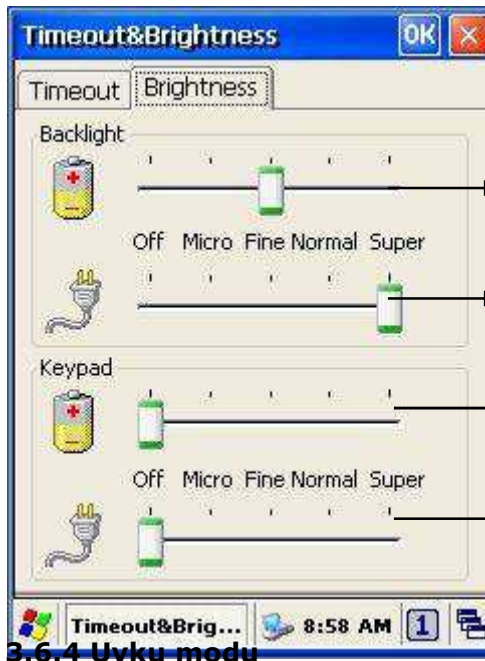 Timeout&Brightness OK
Timeout Brightness
Backlight
Off Micro Fine Normal Super
Keypad
Off Micro Fine Normal Super
Timeout&Brig... 8:58 AM 1
3.6.4 Uyku modu